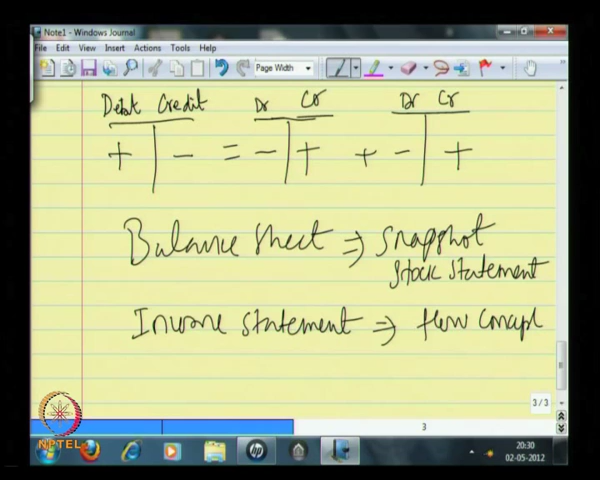 Note1 - Windows Journal
File Edit View Insert Actions Tools Help
Page Width
Debt Credit Dr Cr Dr Cr
+ - = - + + - +
Balance sheet ⇒ snapshot
stock statement
Income statement ⇒ flow concept
3/3
3
NPTEL
20:30
02-05-2012